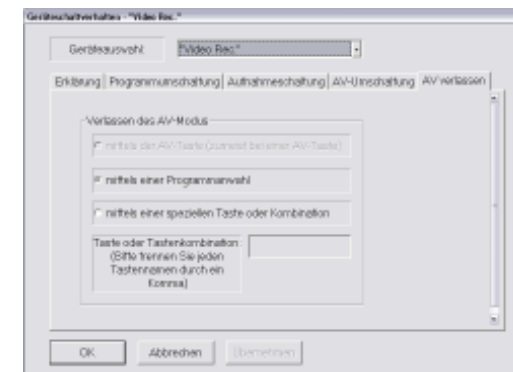 Geräteschaltverhalten - "Video Rec."
Geräteauswahl: "Video Rec."
Erklärung Programmumschaltung Aufnahmeschaltung AV-Umschaltung AV verlassen
Verlassen des AV-Modus
mittels der AV-Taste (zumeist bei einer AV-Taste)
mittels einer Programmanwahl
mittels einer speziellen Taste oder Kombination
Taste oder Tastenkombination
(Bitte trennen Sie jeden
Tastennamen durch ein
Komma)
OK Abbrechen Übernehmen